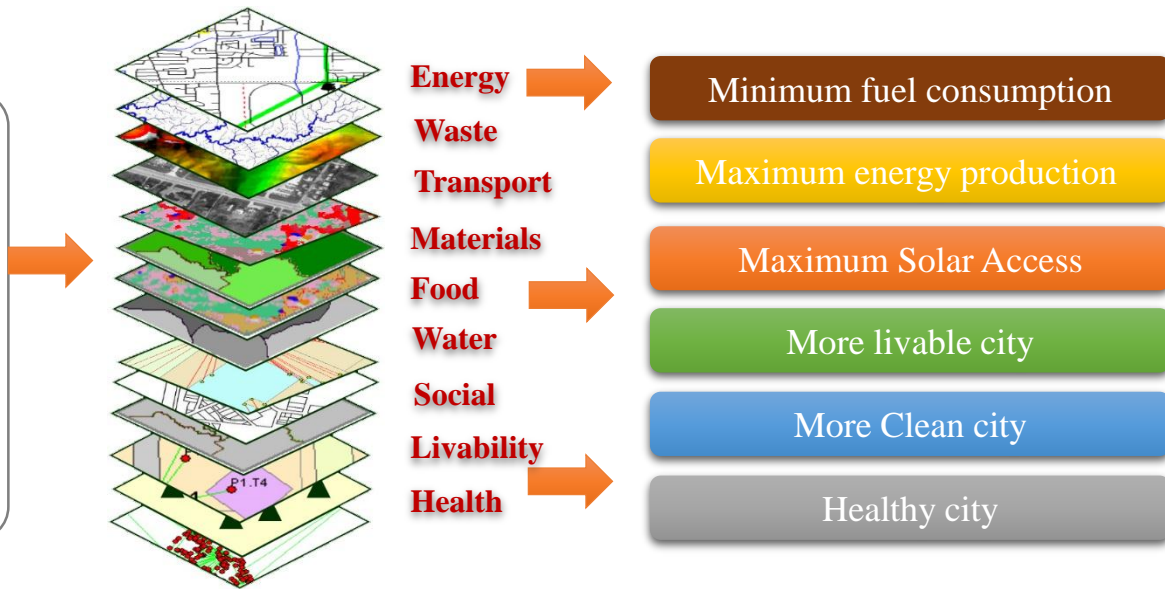 Energy
Waste
Transport
Materials
Food
Water
Social
Livability
Health
P1.T4
Minimum fuel consumption
Maximum energy production
Maximum Solar Access
More livable city
More Clean city
Healthy city